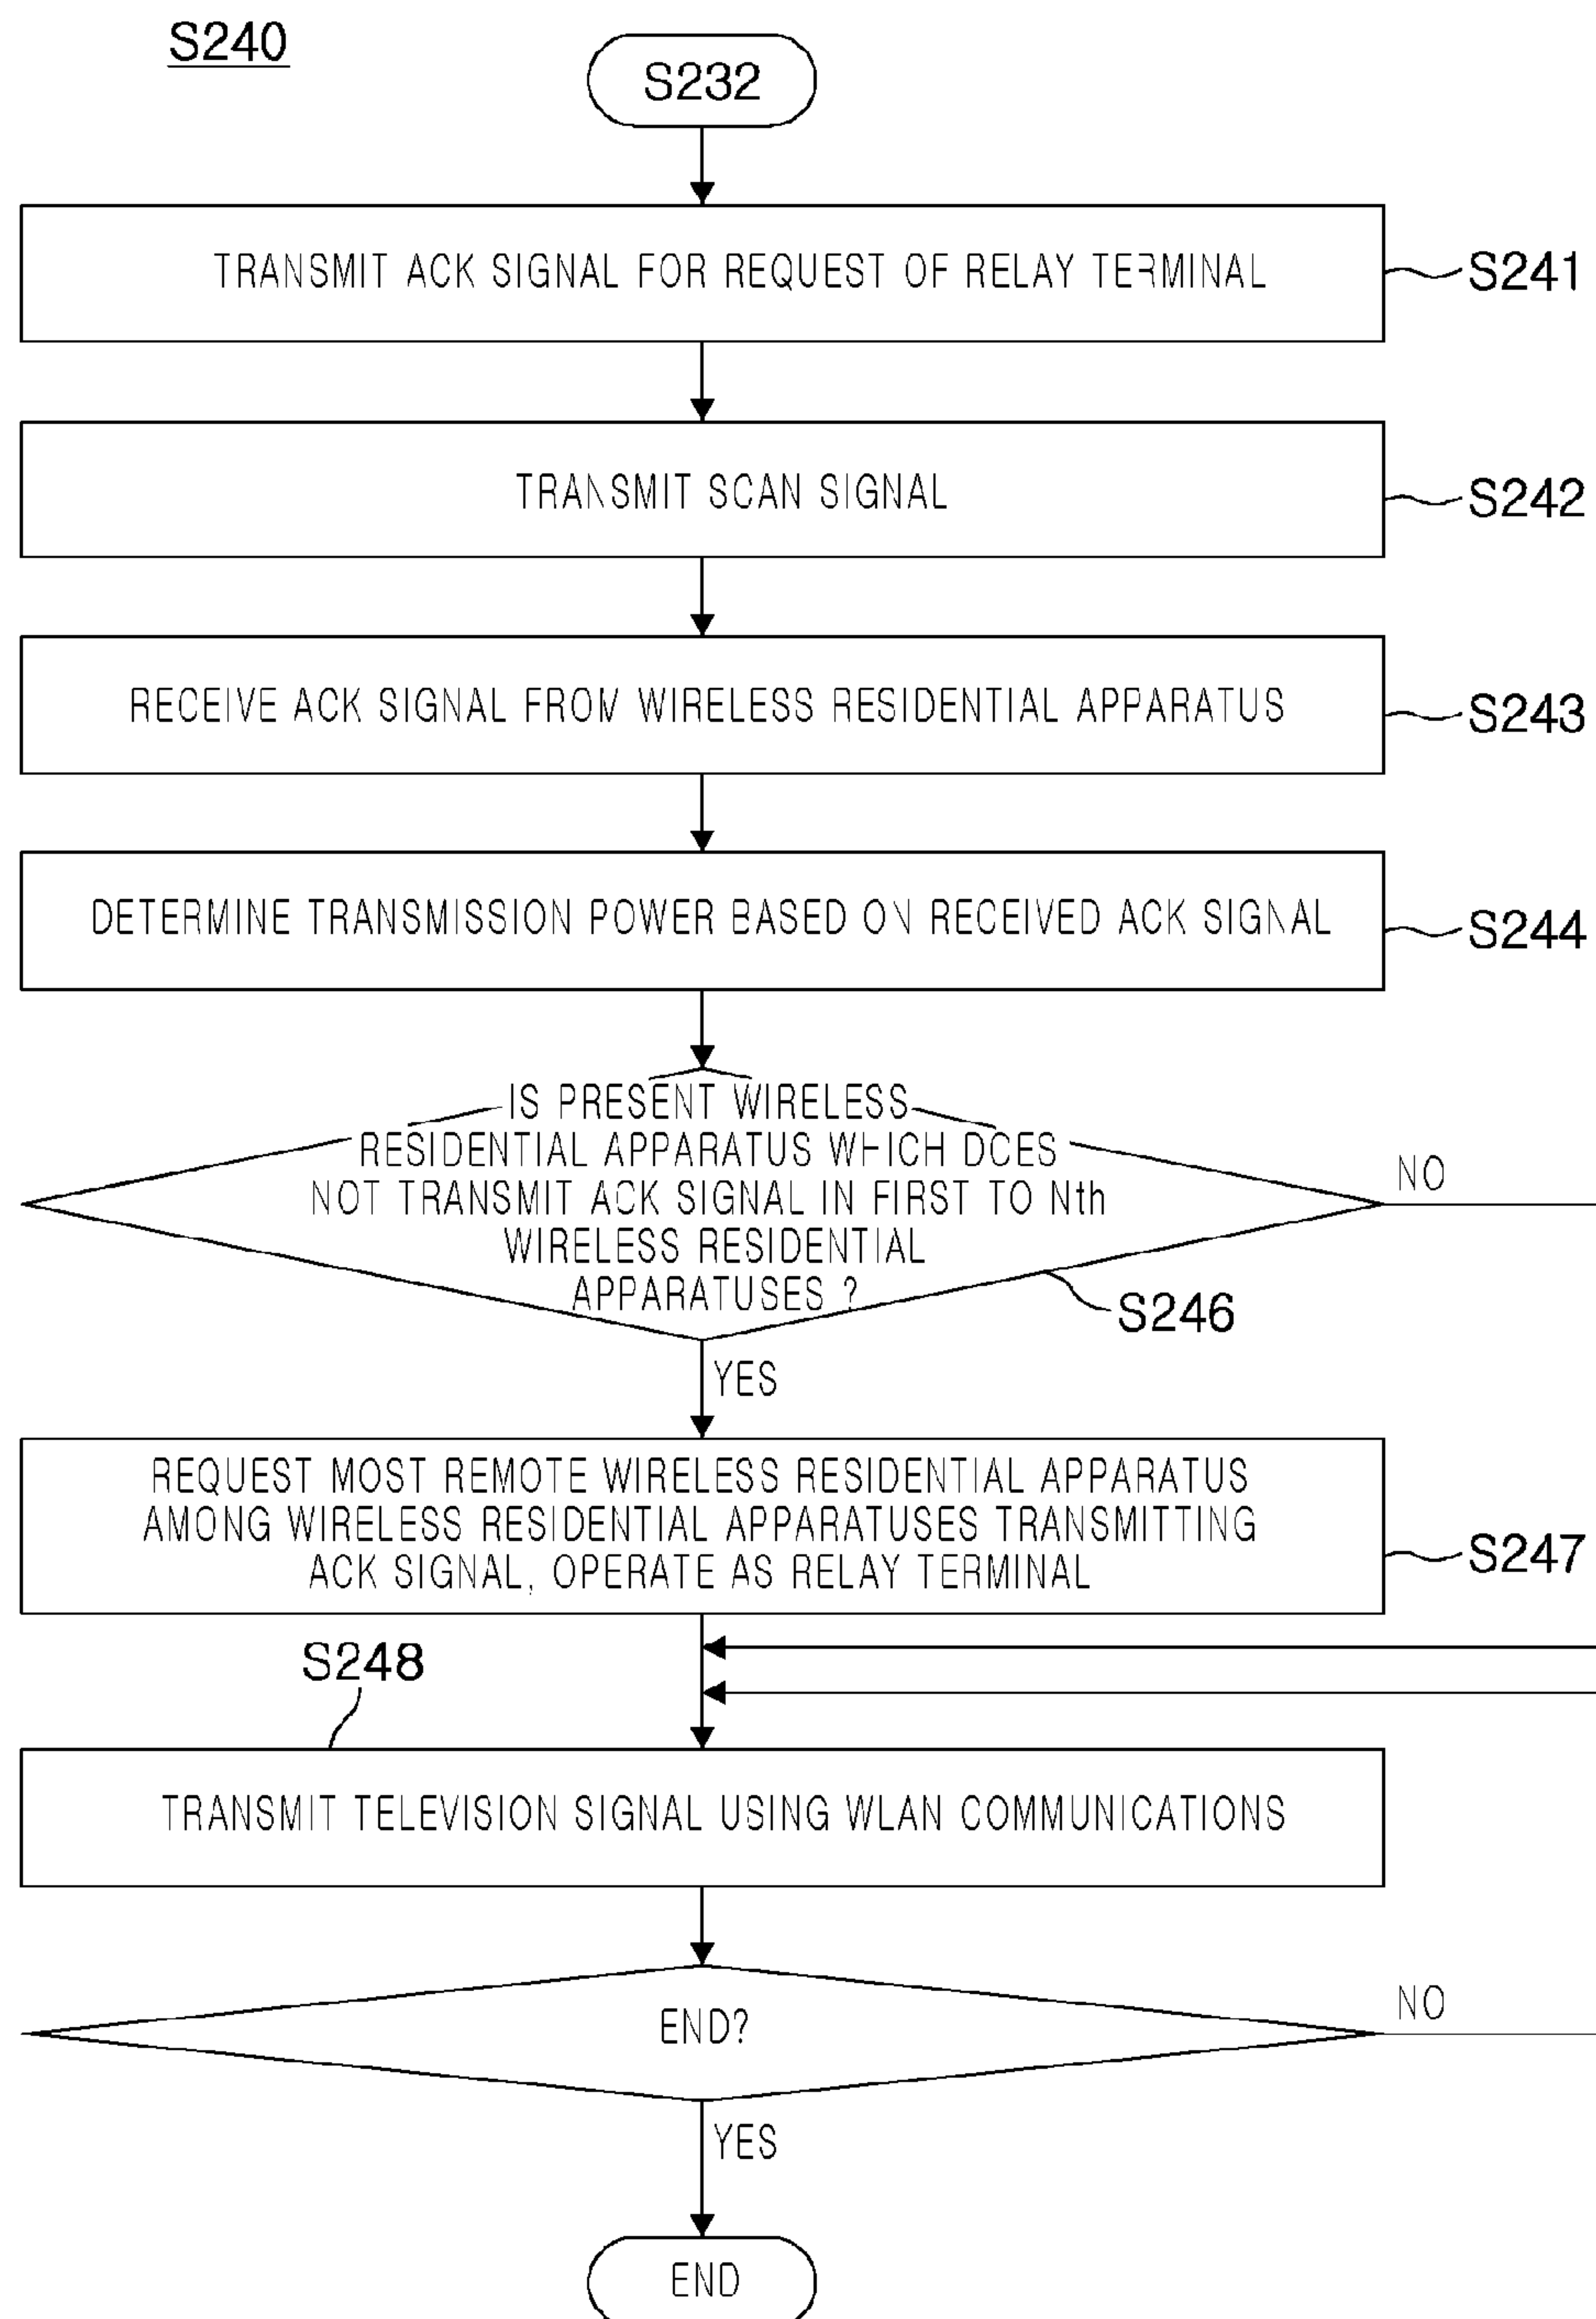 S240
S232
TRANSMIT ACK SIGNAL FOR REQUEST OF RELAY TERMINAL
S241
TRANSMIT SCAN SIGNAL
S242
RECEIVE ACK SIGNAL FROM WIRELESS RESIDENTIAL APPARATUS
S243
DETERMINE TRANSMISSION POWER BASED ON RECEIVED ACK SIGNAL
S244
IS PRESENT WIRELESS
RESIDENTIAL APPARATUS WHICH DOES
NOT TRANSMIT ACK SIGNAL IN FIRST TO Nth
WIRELESS RESIDENTIAL
APPARATUSES ?
NO
S246
YES
REQUEST MOST REMOTE WIRELESS RESIDENTIAL APPARATUS
AMONG WIRELESS RESIDENTIAL APPARATUSES TRANSMITTING
ACK SIGNAL, OPERATE AS RELAY TERMINAL
S247
S248
TRANSMIT TELEVISION SIGNAL USING WLAN COMMUNICATIONS
END?
NO
YES
END